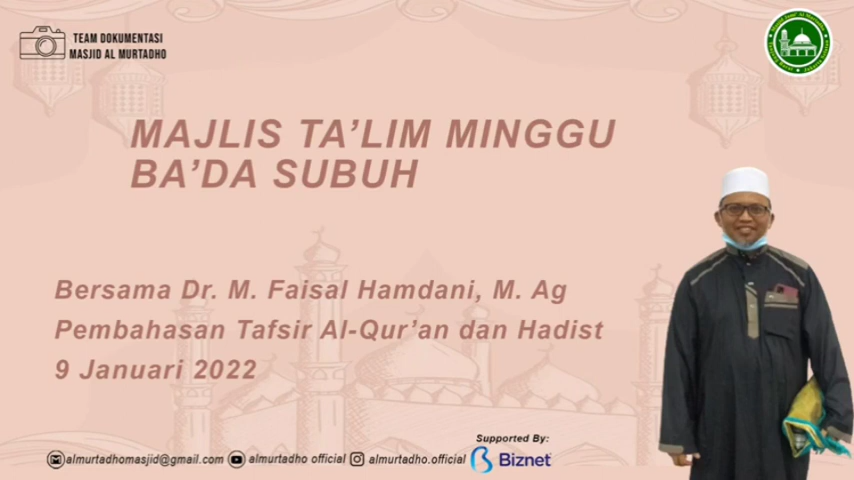 TEAM DOKUMENTASI
MASJID AL MURTADHO
MAJLIS TA'LIM MINGGU
BA'DA SUBUH
Bersama Dr. M. Faisal Hamdani, M. Ag
Pembahasan Tafsir Al-Qur'an dan Hadist
9 Januari 2022
Supported By:
almurtadhomasjid@gmail.com almurtadho official almurtadho.official Biznet